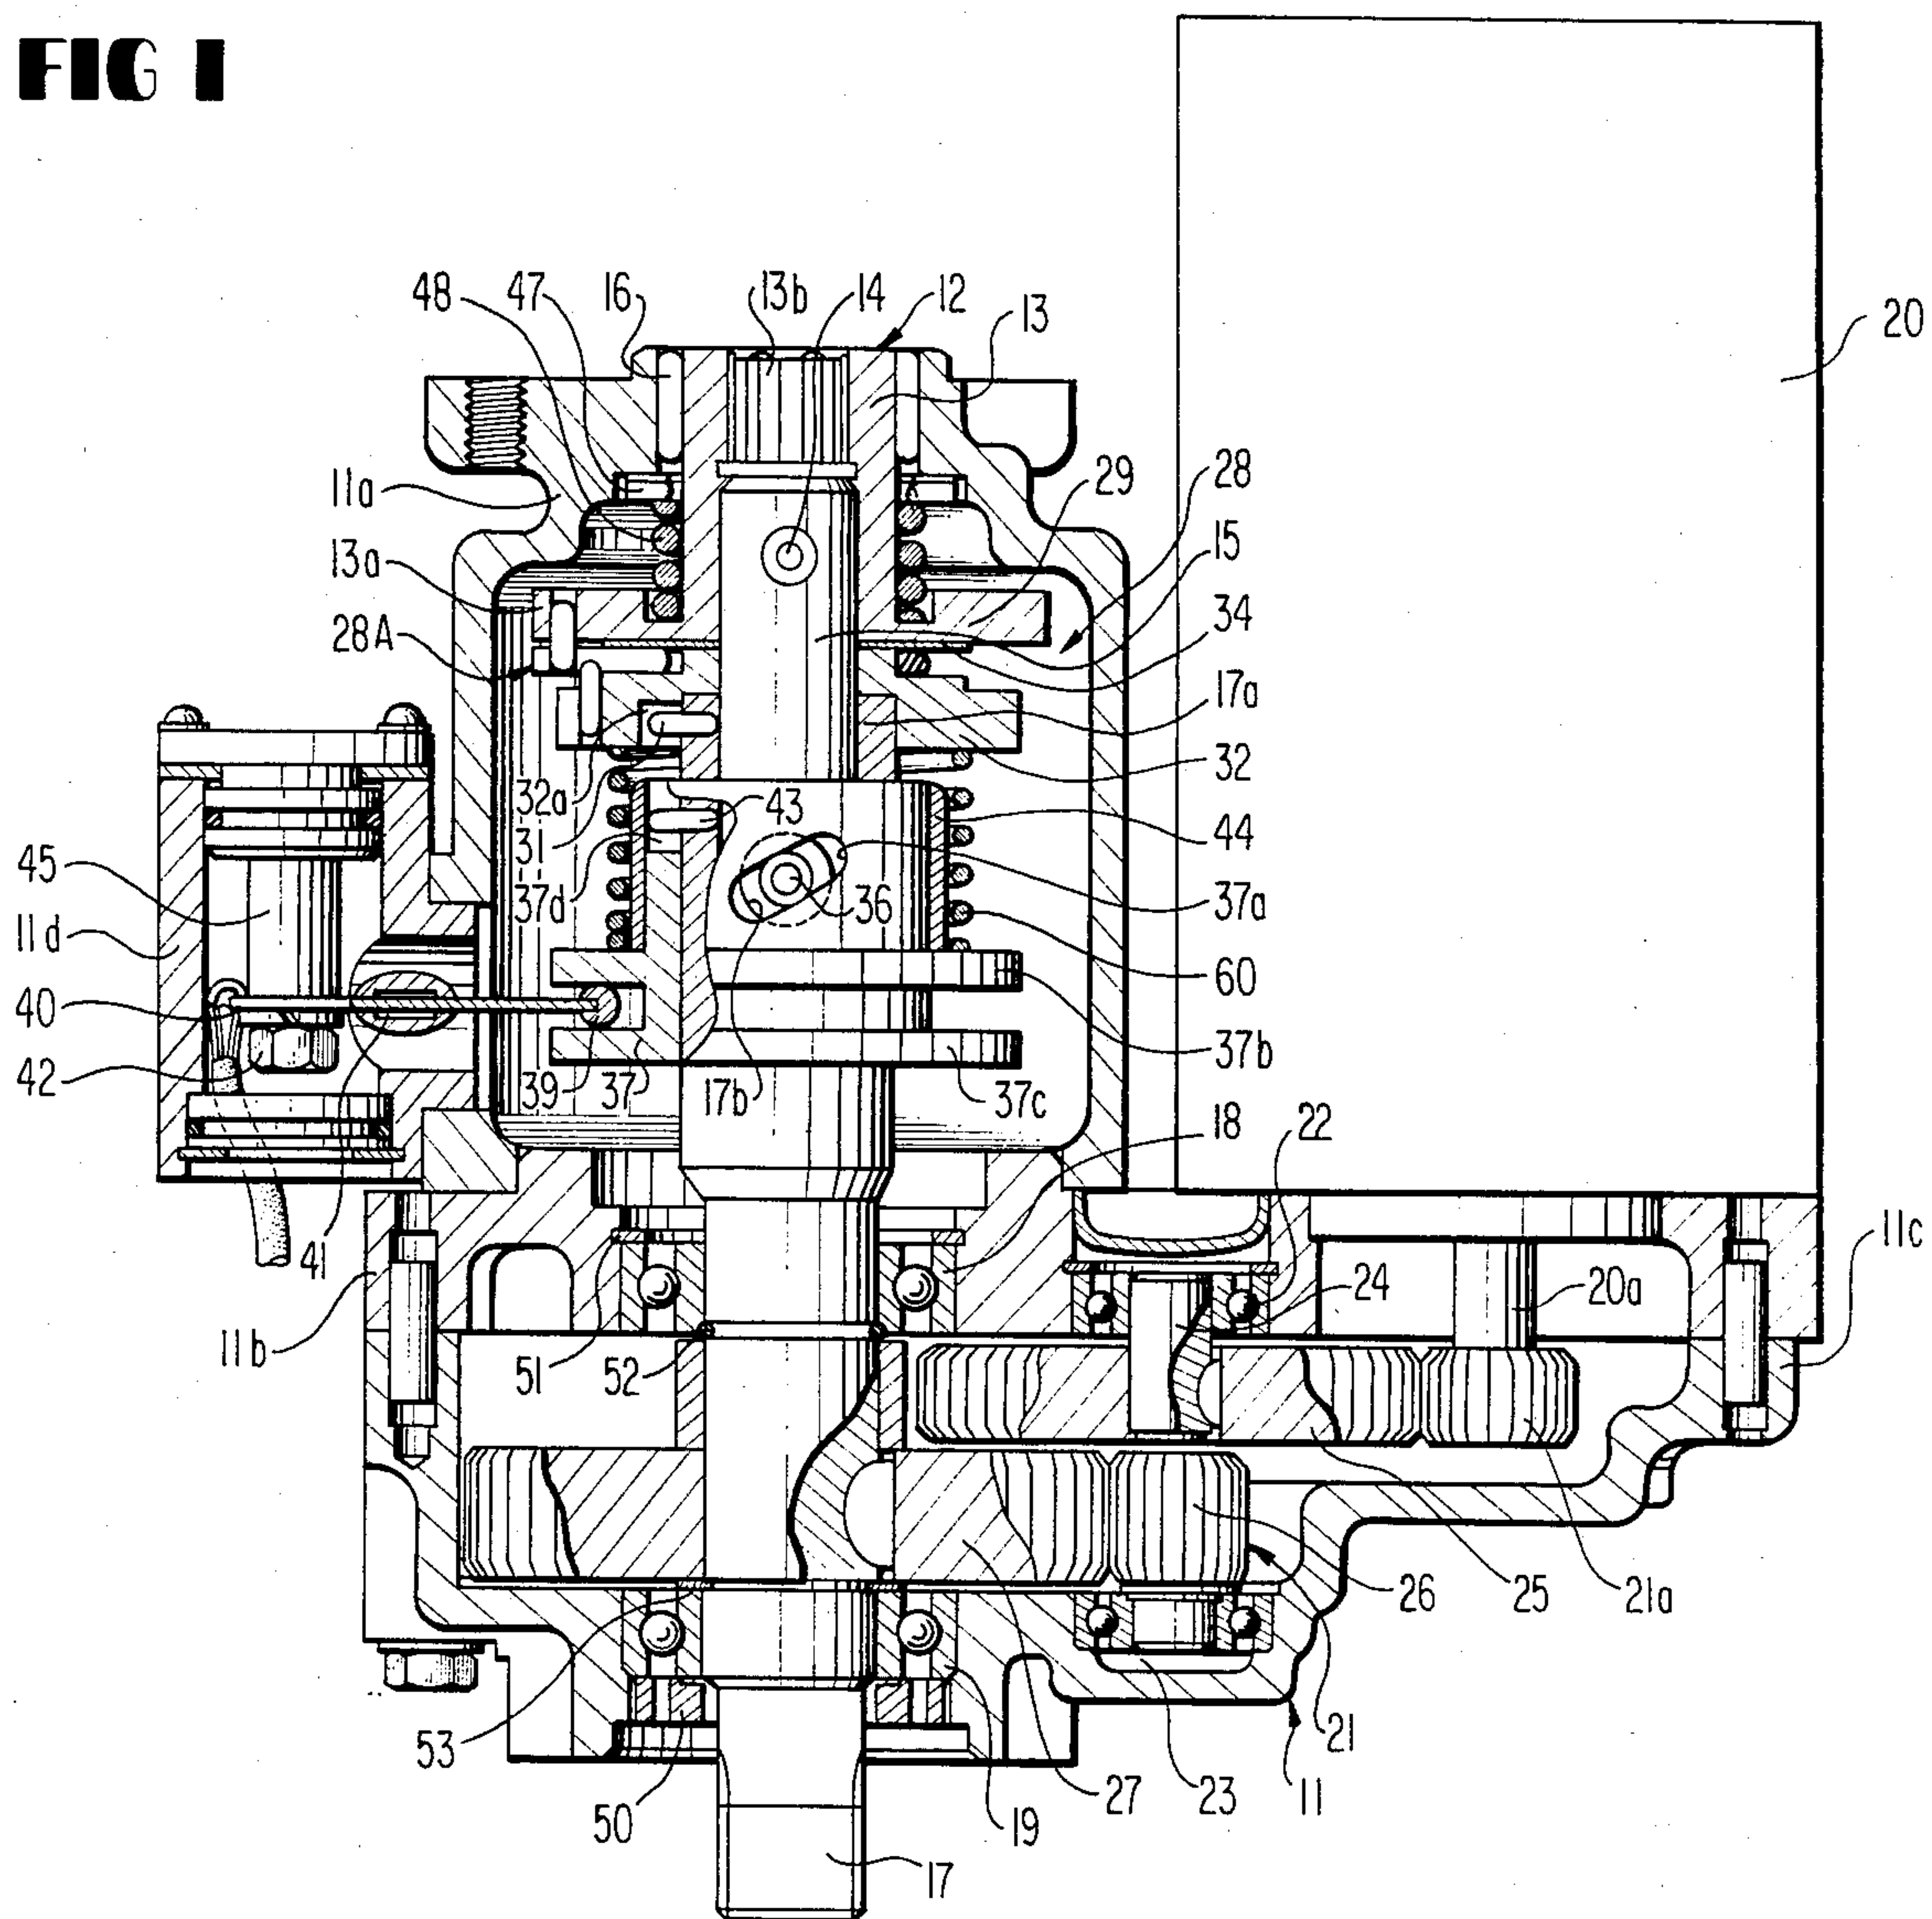 FIG 1
48 47 16 13b 14 12 13
20
11a 28
29
13a 15
28A 34
17a
32a 43 32
31 44
45 37d 36 37a
11d
40 60
42 39 37 17b 37c 37b
18 22
41 11c
24 20a
11b 51 52
26 25 21a
53 21
50 19 27 23 11
17